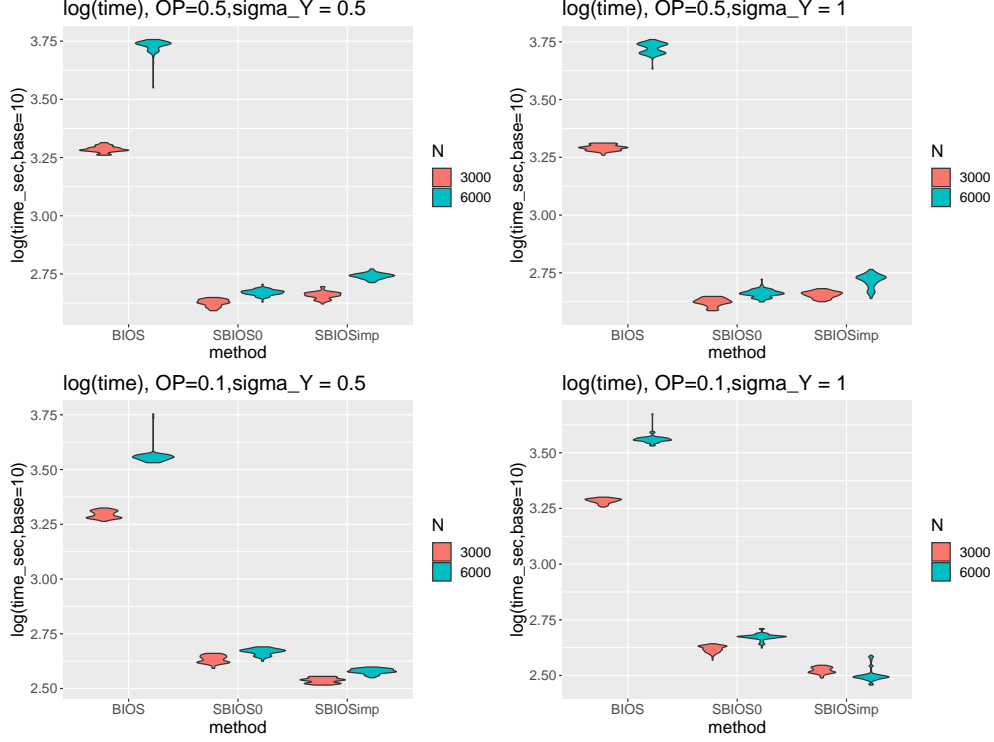 log(time), OP=0.5,sigma_Y = 0.5
log(time_sec,base=10)
3.75
3.50
3.25
3.00
2.75
BIOS
SBIOS0
SBIOSimp
method
N
3000
6000
log(time), OP=0.5,sigma_Y = 1
log(time_sec,base=10)
3.75
3.50
3.25
3.00
2.75
BIOS
SBIOS0
SBIOSimp
method
N
3000
6000
log(time), OP=0.1,sigma_Y = 0.5
log(time_sec,base=10)
3.75
3.50
3.25
3.00
2.75
2.50
BIOS
SBIOS0
SBIOSimp
method
N
3000
6000
log(time), OP=0.1,sigma_Y = 1
log(time_sec,base=10)
3.50
3.25
3.00
2.75
2.50
BIOS
SBIOS0
SBIOSimp
method
N
3000
6000